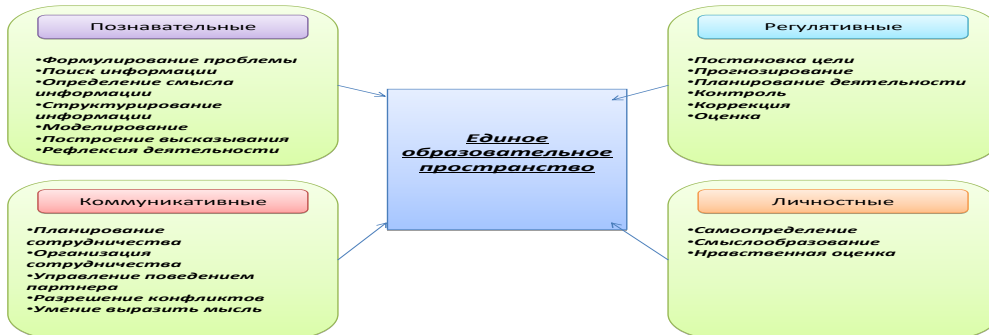 Познавательные
•Формулирование проблемы
•Поиск информации
•Определение смысла
информации
•Структурирование
информации
•Моделирование
•Построение высказывания
•Рефлексия деятельности
Регулятивные
•Постановка цели
•Прогнозирование
•Планирование деятельности
•Контроль
•Коррекция
•Оценка
Единое
образовательное
пространство
Коммуникативные
•Планирование
сотрудничества
•Организация
сотрудничества
•Управление поведением
партнера
•Разрешение конфликтов
•Умение выразить мысль
Личностные
•Самоопределение
•Смыслообразование
•Нравственная оценка